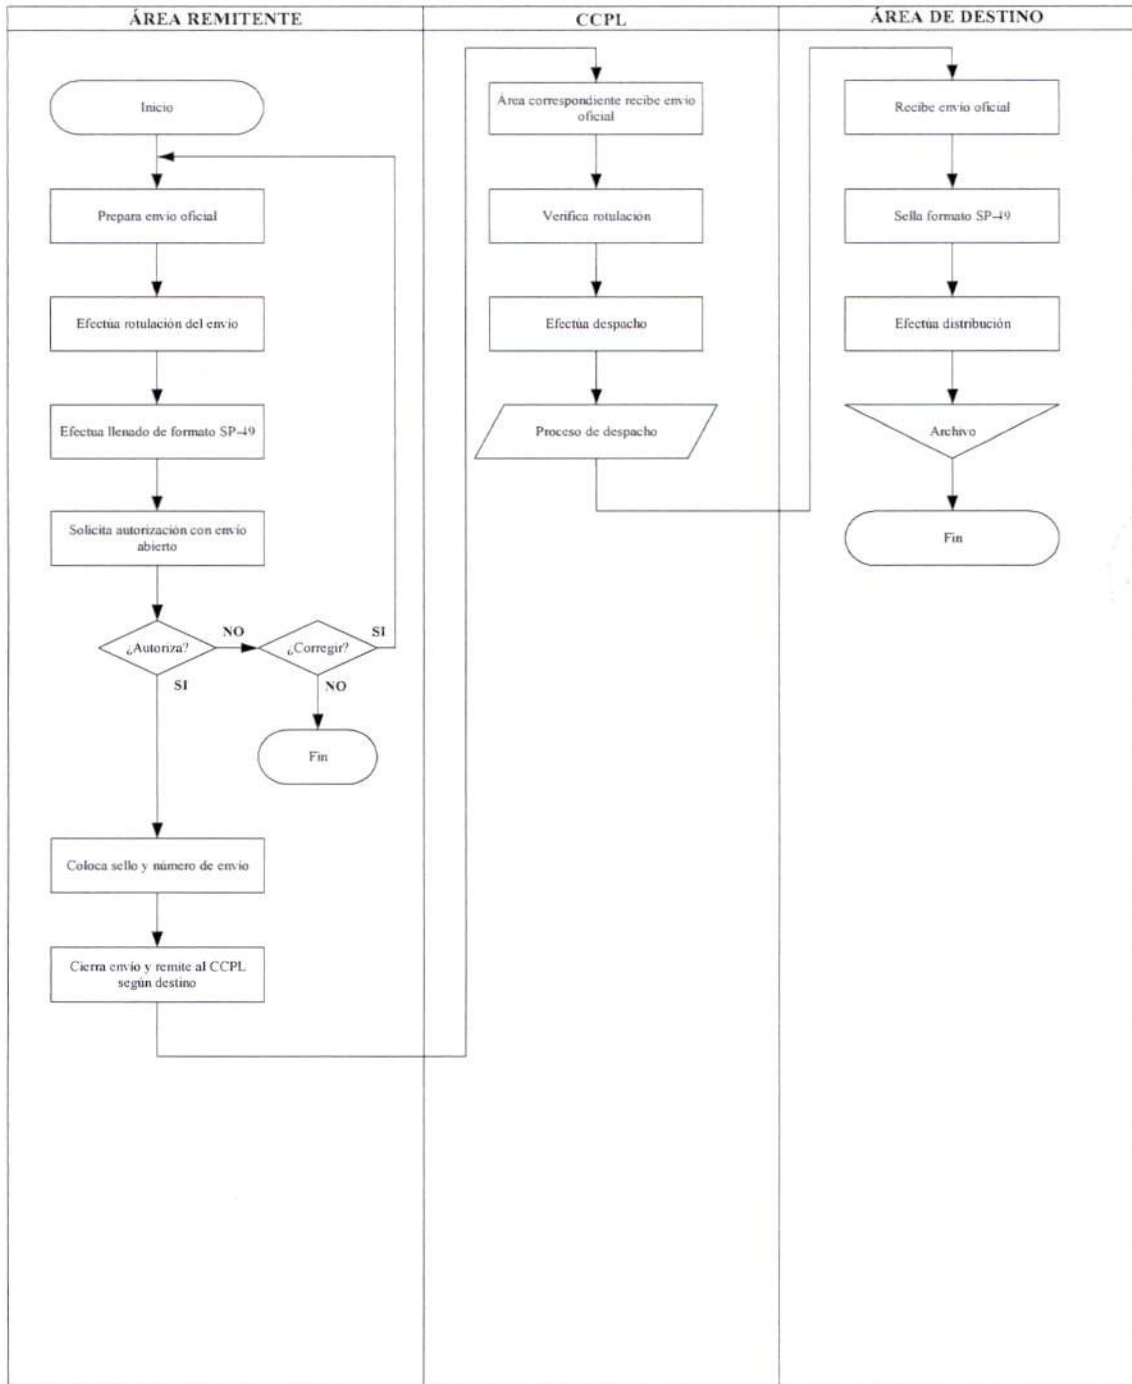 ÁREA REMITENTE
CCPL
ÁREA DE DESTINO
Inicio
Prepara envío oficial
Efectúa rotulación del envío
Efectua llenado de formato SP-49
Solicita autorización con envío
abierto
¿Autoriza?
NO
¿Corregir?
SI
SI
NO
Fin
Coloca sello y número de envío
Cierra envío y remite al CCPL
según destino
Área correspondiente recibe envío
oficial
Verifica rotulación
Efectúa despacho
Proceso de despacho
Recibe envío oficial
Sella formato SP-49
Efectúa distribución
Archivo
Fin